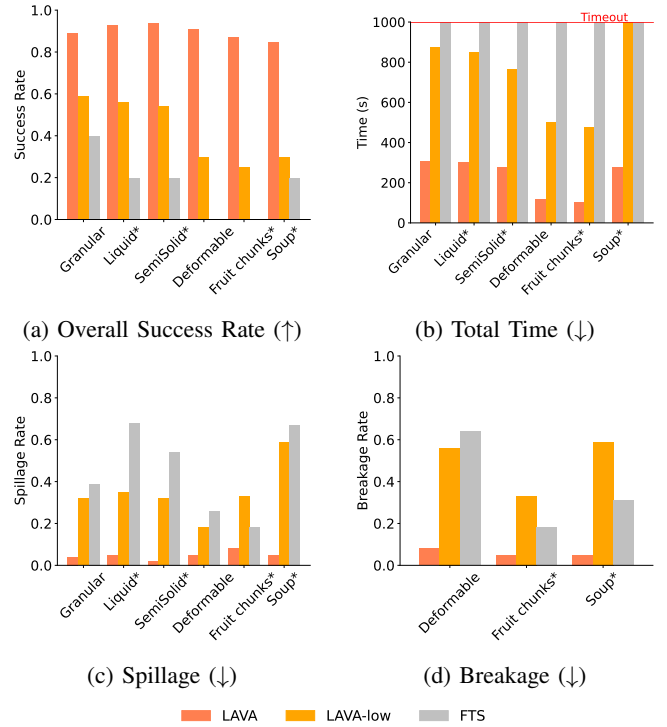 1.0
0.8
0.6
0.4
0.2
0.0
Success Rate
Granular
Liquid*
SemiSolid*
Deformable
Fruit chunks*
Soup*
(a) Overall Success Rate (↑)
Timeout
1000
800
600
400
200
0
Time (s)
Granular
Liquid*
SemiSolid*
Deformable
Fruit chunks*
Soup*
(b) Total Time (↓)
1.0
0.8
0.6
0.4
0.2
0.0
Spillage Rate
Granular
Liquid*
SemiSolid*
Deformable
Fruit chunks*
Soup*
(c) Spillage (↓)
1.0
0.8
0.6
0.4
0.2
0.0
Breakage Rate
Deformable
Fruit chunks*
Soup*
(d) Breakage (↓)
LAVA LAVA-low FTS